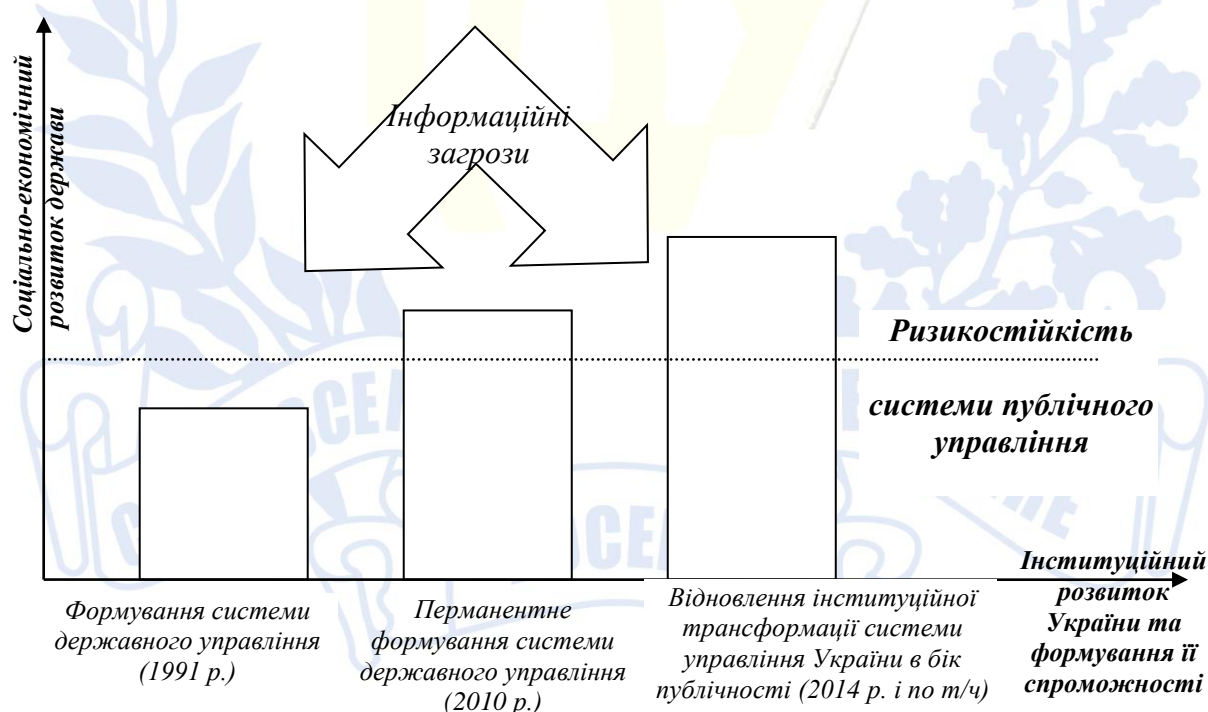 Соціально-економічний
розвиток держави
Інформаційні
загрози
Ризикостійкість
системи публічного
управління
Формування системи
державного управління
(1991 р.)
Перманентне
формування системи
державного управління
(2010 р.)
Відновлення інституційної
трансформації системи
управління України в бік
публічності (2014 р. і по т/ч)
Інституційний
розвиток
України та
формування її
спроможності